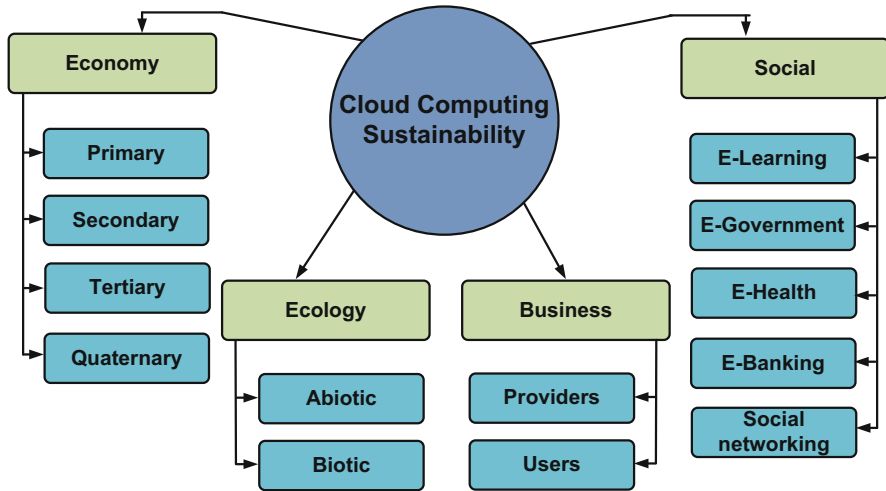 Cloud Computing
Sustainability
Economy
Primary
Secondary
Tertiary
Quaternary
Ecology
Abiotic
Biotic
Business
Providers
Users
Social
E-Learning
E-Government
E-Health
E-Banking
Social
networking